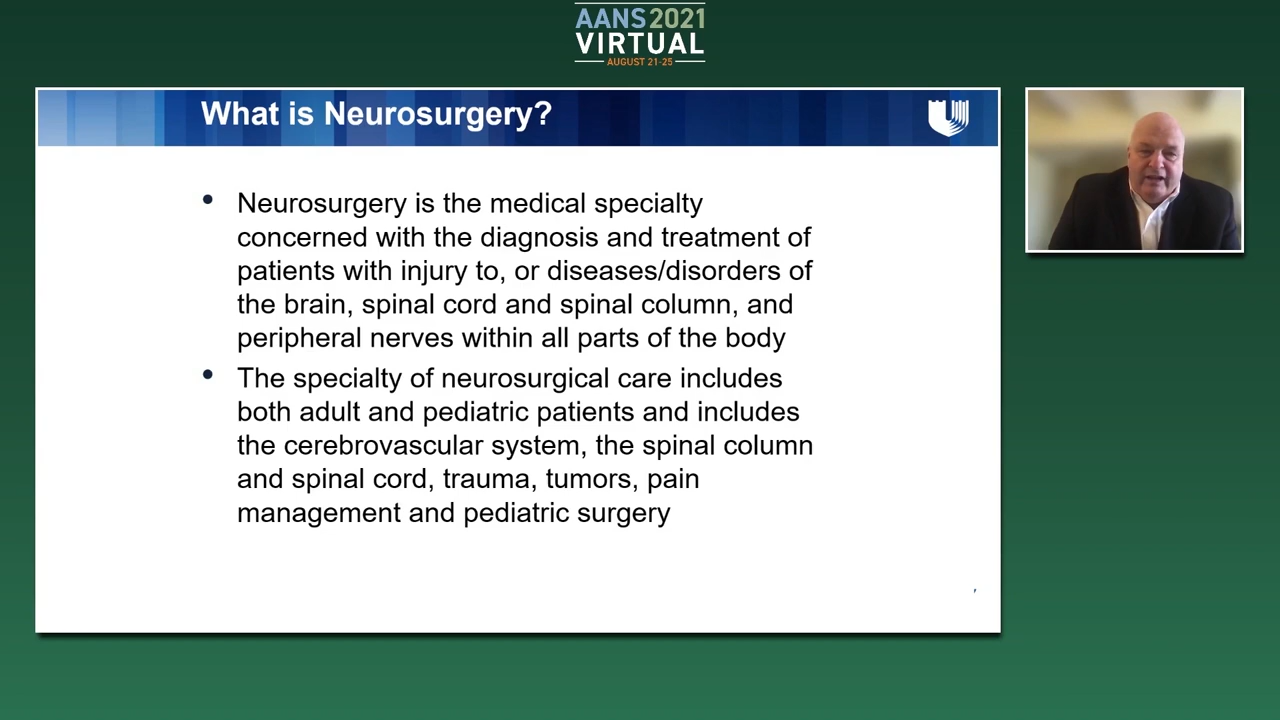 AANS2021
VIRTUAL
AUGUST 21-25
What is Neurosurgery?
• Neurosurgery is the medical specialty
concerned with the diagnosis and treatment of
patients with injury to, or diseases/disorders of
the brain, spinal cord and spinal column, and
peripheral nerves within all parts of the body
• The specialty of neurosurgical care includes
both adult and pediatric patients and includes
the cerebrovascular system, the spinal column
and spinal cord, trauma, tumors, pain
management and pediatric surgery